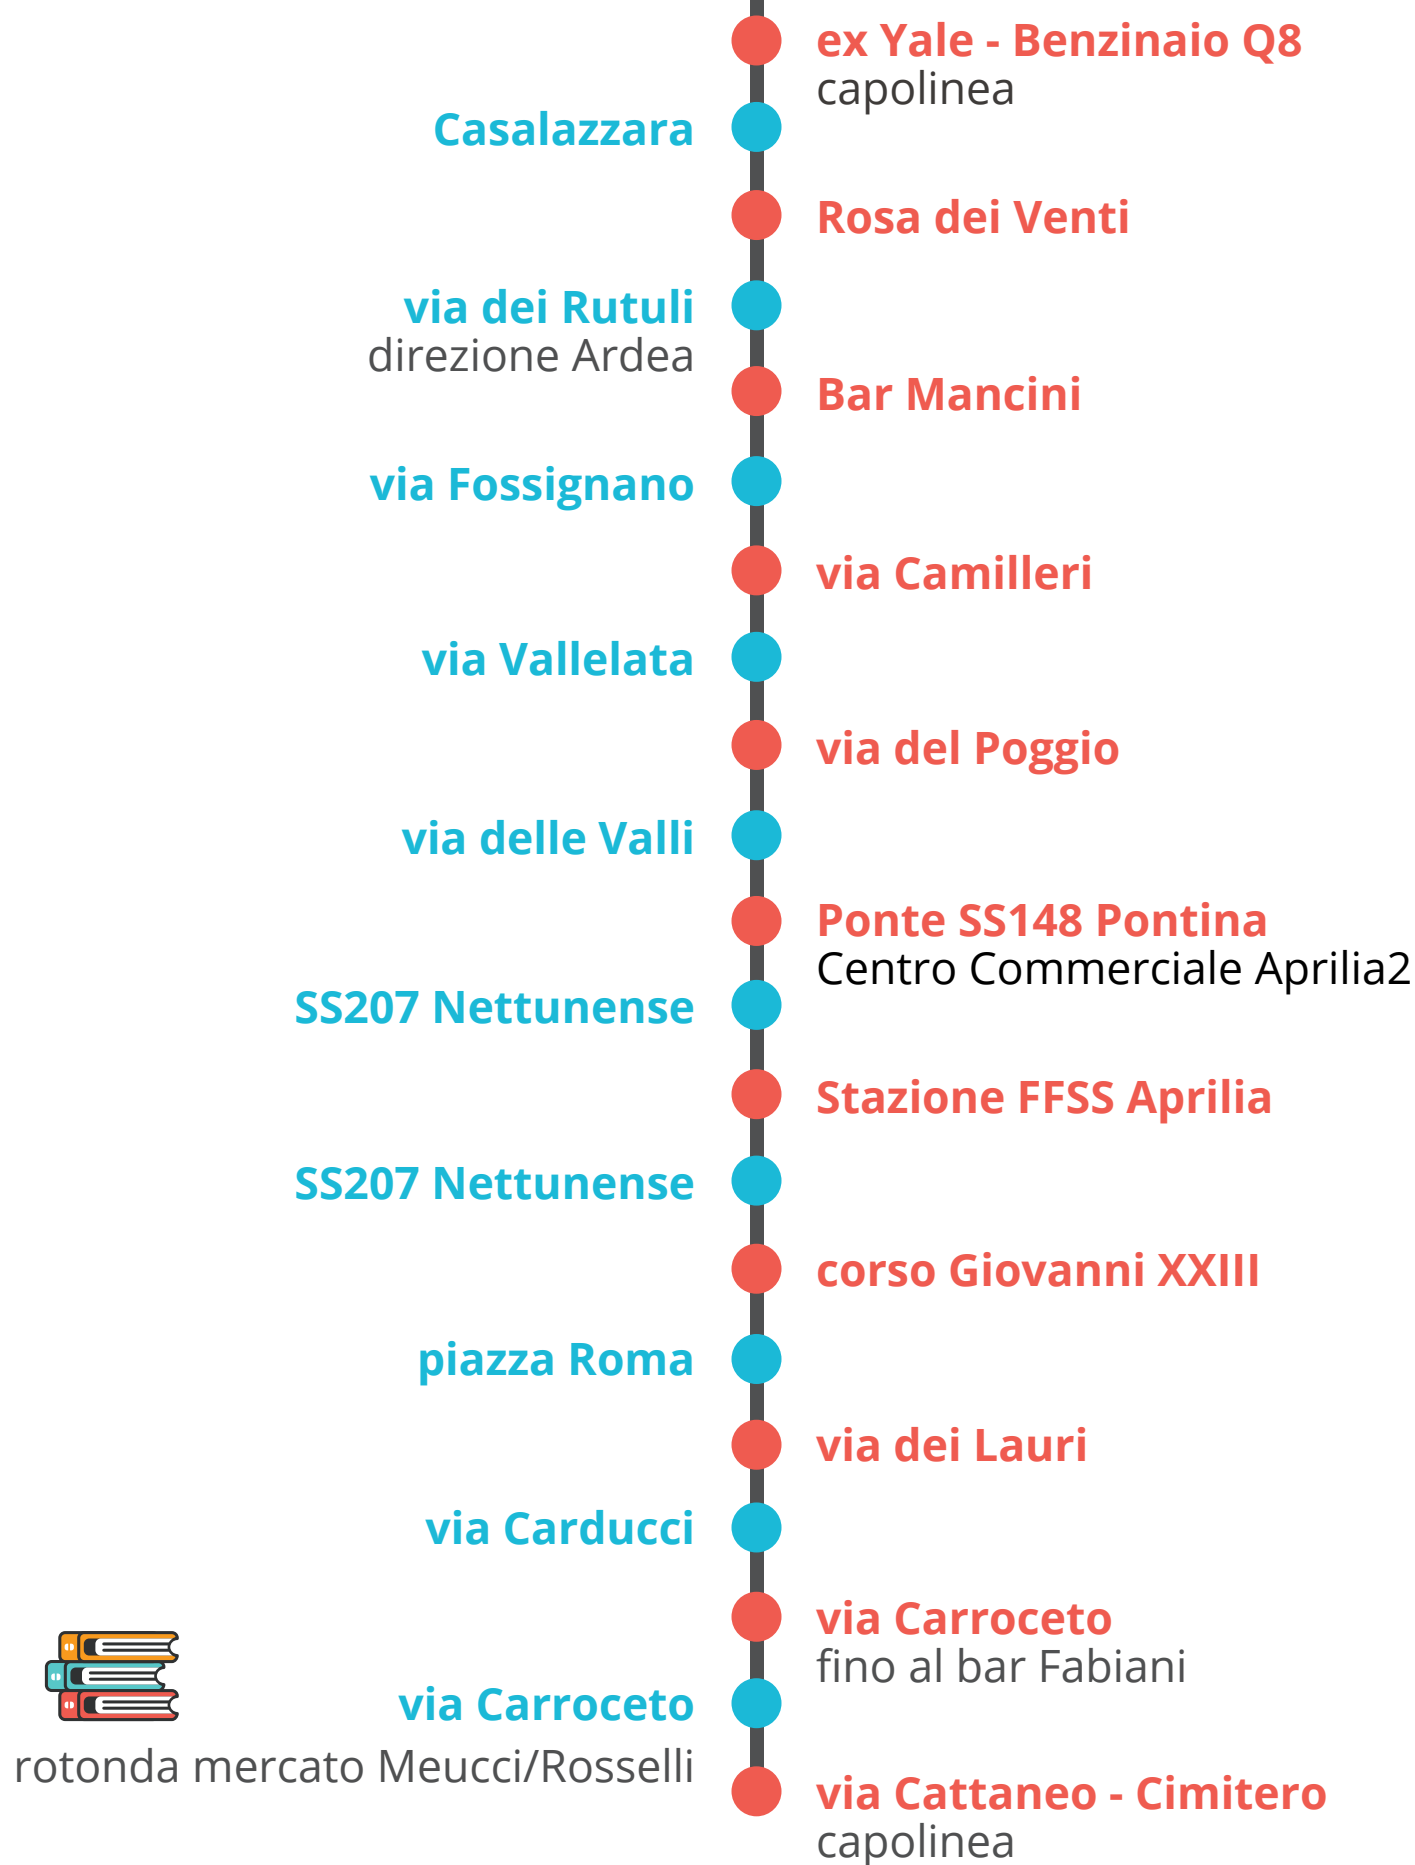 ex Yale - Benzinaio Q8
capolinea
Casalazzara
Rosa dei Venti
via dei Rutuli
direzione Ardea
Bar Mancini
via Fossignano
via Camilleri
via Vallelata
via del Poggio
via delle Valli
Ponte SS148 Pontina
Centro Commerciale Aprilia2
SS207 Nettunense
Stazione FFSS Aprilia
SS207 Nettunense
corso Giovanni XXIII
piazza Roma
via dei Lauri
via Carducci
via Carroceto
fino al bar Fabiani
via Carroceto
rotonda mercato Meucci/Rosselli
via Cattaneo - Cimitero
capolinea